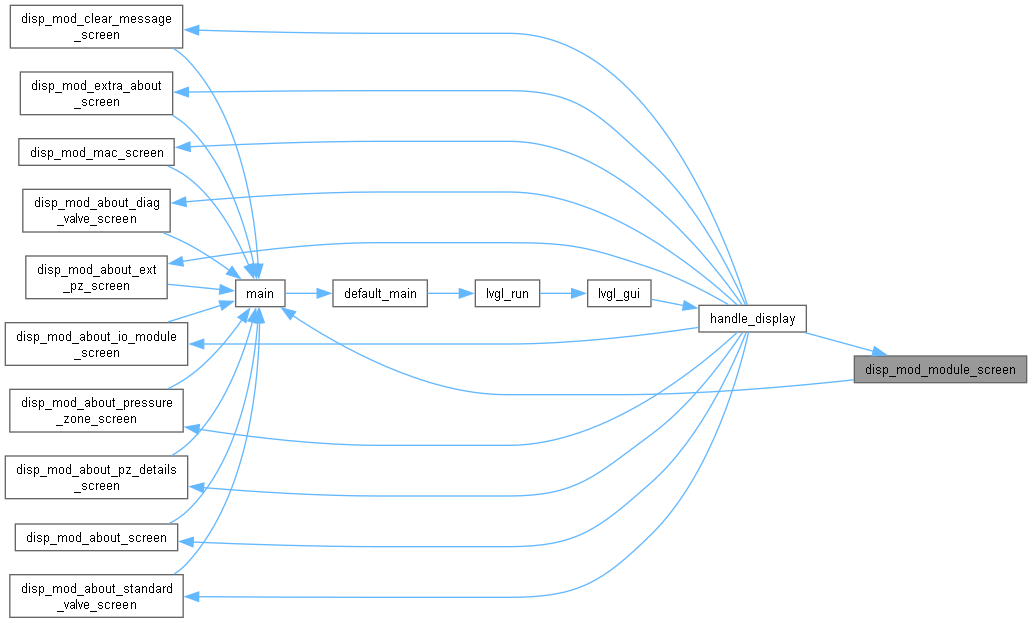 disp_mod_clear_message
_screen
disp_mod_extra_about
_screen
disp_mod_mac_screen
disp_mod_about_diag
_valve_screen
disp_mod_about_ext
_pz_screen
disp_mod_about_io_module
_screen
disp_mod_about_pressure
_zone_screen
disp_mod_about_pz_details
_screen
disp_mod_about_screen
disp_mod_about_standard
_valve_screen
main
default_main
lvgl_run
lvgl_gui
handle_display
disp_mod_module_screen